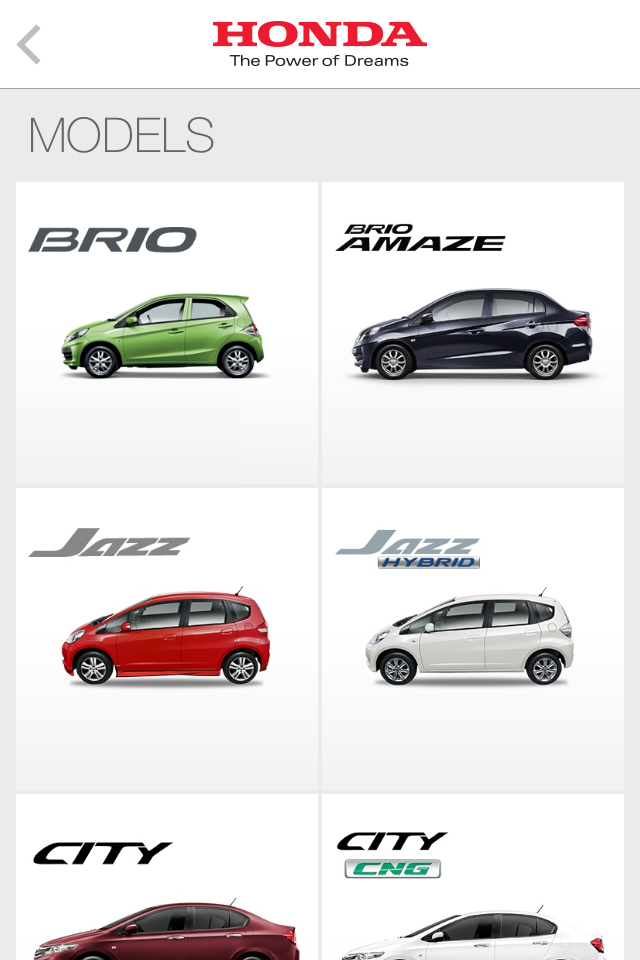 HONDA
The Power of Dreams
MODELS
BRIO
BRIO
AMAZE
Jazz
Jazz
HYBRID
CITY
CITY
CNG